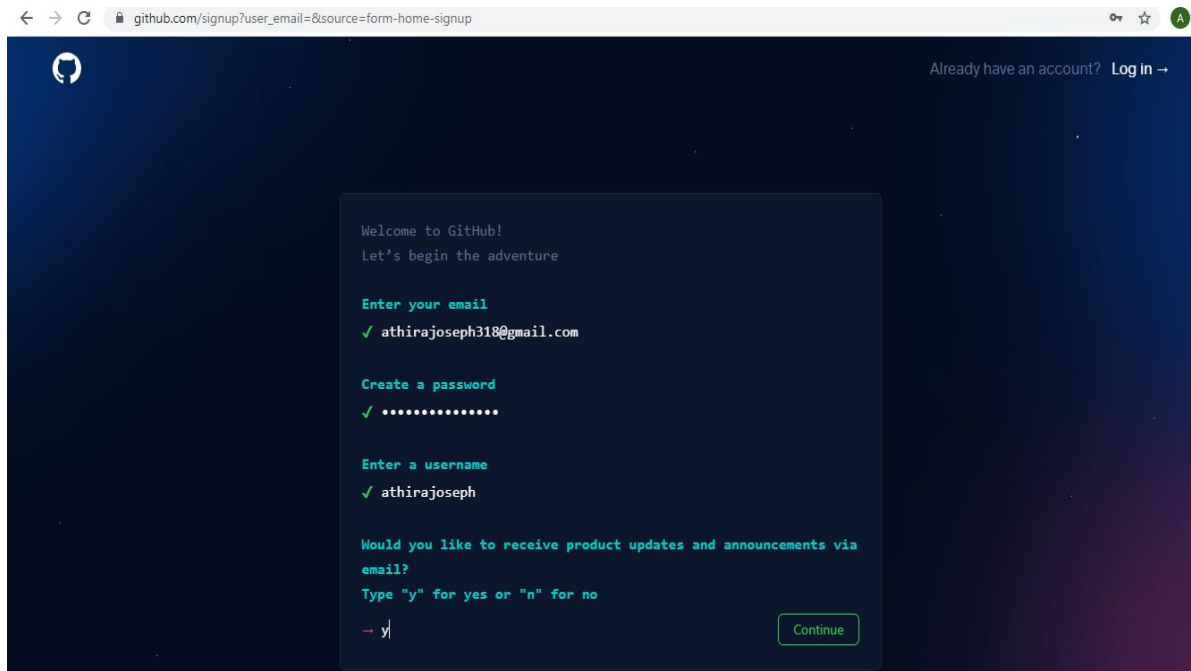 github.com/signup?user_email=&source=form-home-signup
A
Already have an account? Log in →
Welcome to GitHub!
Let’s begin the adventure
Enter your email
✓ athirajoseph318@gmail.com
Create a password
✓ •••••••••••••••
Enter a username
✓ athirajoseph
Would you like to receive product updates and announcements via
email?
Type "y" for yes or "n" for no
→ y
Continue